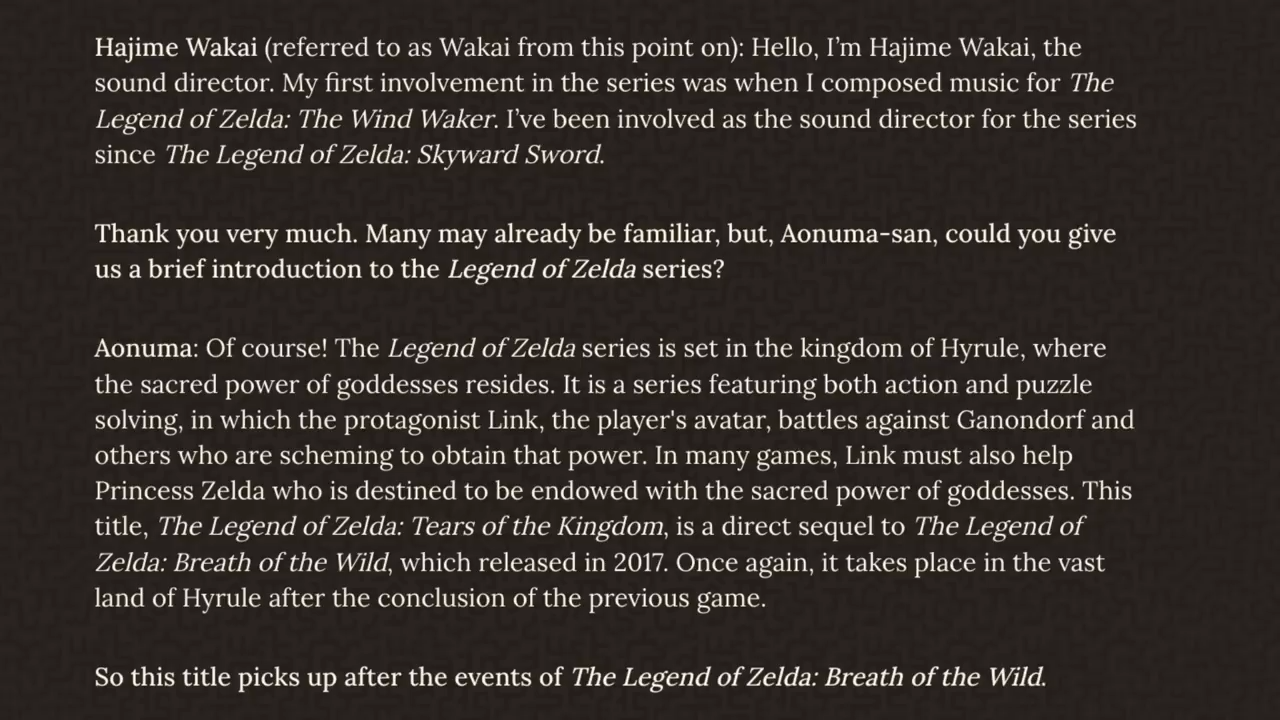 Hajime Wakai (referred to as Wakai from this point on): Hello, I’m Hajime Wakai, the
sound director. My first involvement in the series was when I composed music for The
Legend of Zelda: The Wind Waker. I’ve been involved as the sound director for the series
since The Legend of Zelda: Skyward Sword.
Thank you very much. Many may already be familiar, but, Aonuma-san, could you give
us a brief introduction to the Legend of Zelda series?
Aonuma: Of course! The Legend of Zelda series is set in the kingdom of Hyrule, where
the sacred power of goddesses resides. It is a series featuring both action and puzzle
solving, in which the protagonist Link, the player's avatar, battles against Ganondorf and
others who are scheming to obtain that power. In many games, Link must also help
Princess Zelda who is destined to be endowed with the sacred power of goddesses. This
title, The Legend of Zelda: Tears of the Kingdom, is a direct sequel to The Legend of
Zelda: Breath of the Wild, which released in 2017. Once again, it takes place in the vast
land of Hyrule after the conclusion of the previous game.
So this title picks up after the events of The Legend of Zelda: Breath of the Wild.